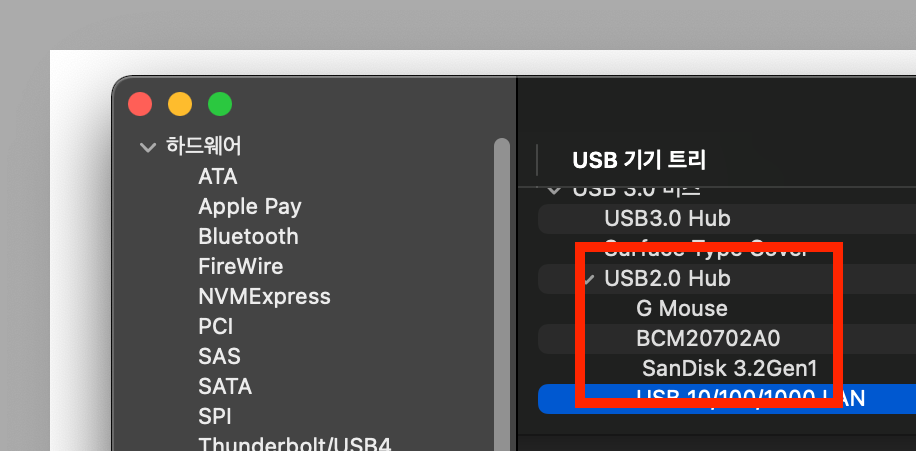 하드웨어
ATA
Apple Pay
Bluetooth
FireWire
NVMExpress
PCI
SAS
SATA
SPI
Thunderbolt/USB4
USB 기기 트리
USB 3.0 버스
USB3.0 Hub
Surface Type Cover
USB2.0 Hub
G Mouse
BCM20702A0
SanDisk 3.2Gen1
USB 10/100/1000 LAN